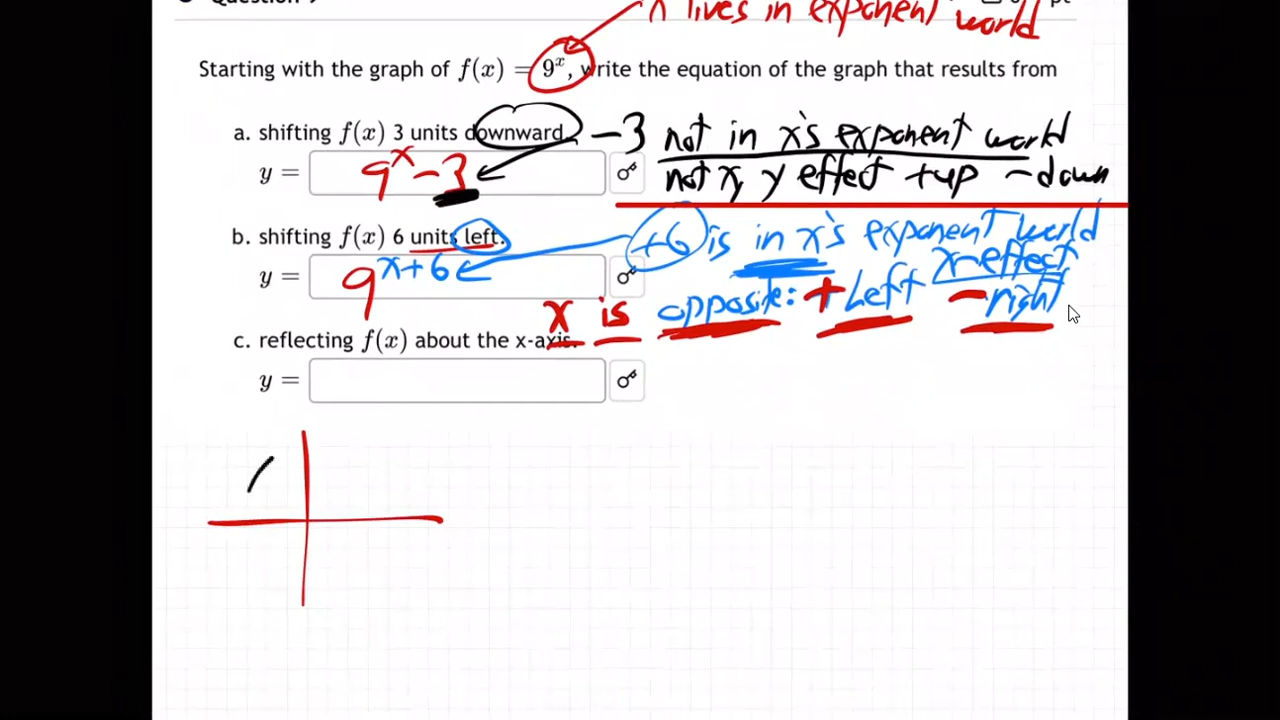 x lives in exponent world
Starting with the graph of f(x) = 9^x, write the equation of the graph that results from
a. shifting f(x) 3 units downward. -3 not in x's exponent world
y = 9^x - 3 not x, y effect + up - down
b. shifting f(x) 6 units left. +6 is in x's exponent world
x-effect
y = 9^{x+6} x is opposite: + Left - right
c. reflecting f(x) about the x-axis.
y =